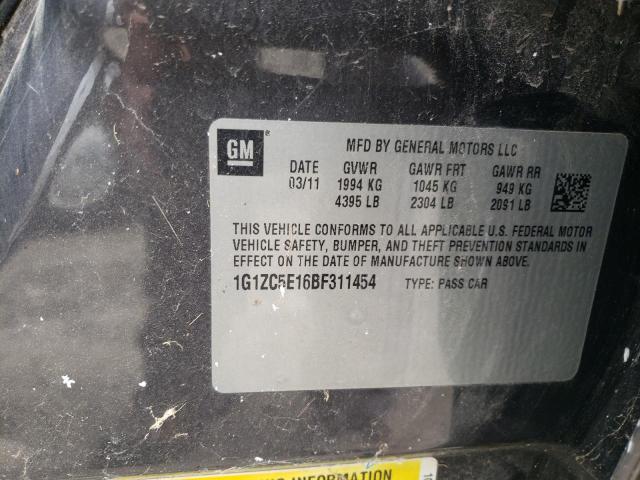 GM
MFD BY GENERAL MOTORS LLC
DATE GVWR GAWR FRT GAWR RR
03/11 1994 KG 1045 KG 949 KG
4395 LB 2304 LB 2091 LB
THIS VEHICLE CONFORMS TO ALL APPLICABLE U.S. FEDERAL MOTOR
VEHICLE SAFETY, BUMPER, AND THEFT PREVENTION STANDARDS IN
EFFECT ON THE DATE OF MANUFACTURE SHOWN ABOVE.
1G1ZC5E16BF311454 TYPE: PASS CAR
INFORMATION